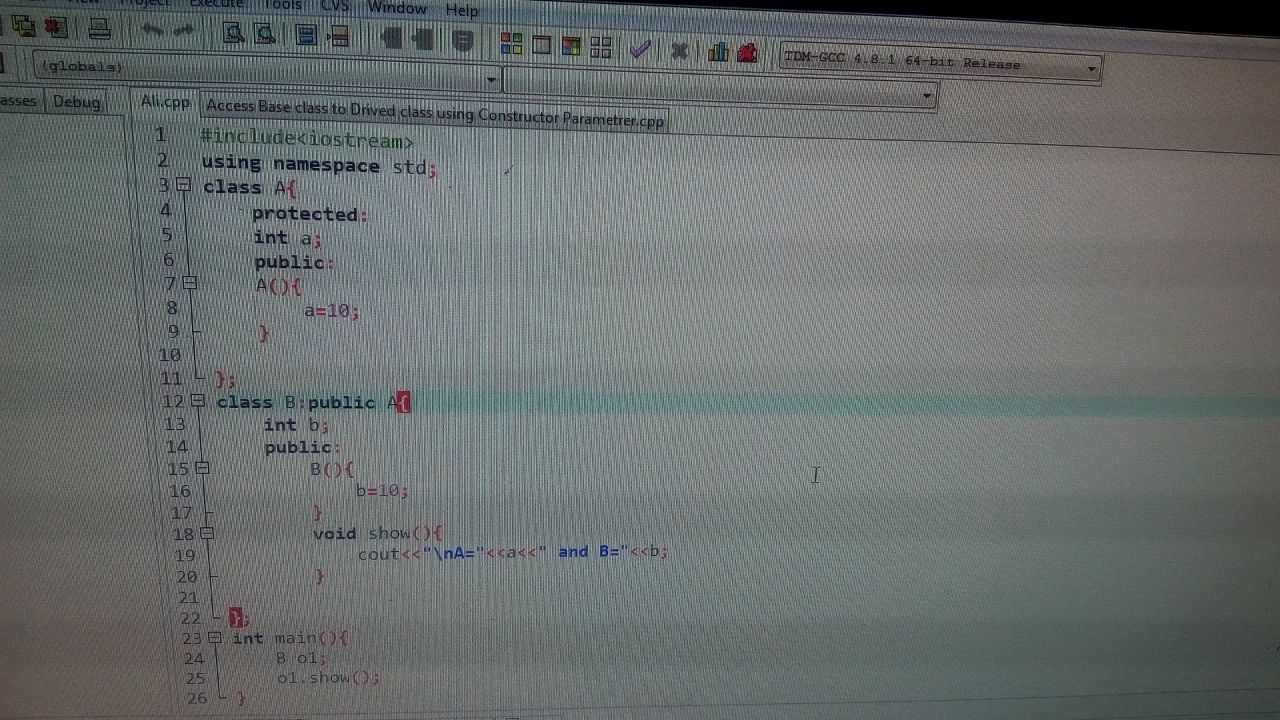 Project Execute Tools CVS Window Help
TDM-GCC 4.8.1 64-bit Release
(globals)
asses Debug Ali.cpp Access Base class to Drived class using Constructor Parametrer.cpp
1 #include<iostream>
2 using namespace std;
3 class A{
4 protected:
5 int a;
6 public:
7 A(){
8 a=10;
9 }
10
11 };
12 class B:public A{
13 int b;
14 public:
15 B(){
16 b=10;
17 }
18 void show(){
19 cout<<"\nA="<<a<<" and B="<<b;
20 }
21
22 };
23 int main(){
24 B o1;
25 o1.show();
26 }